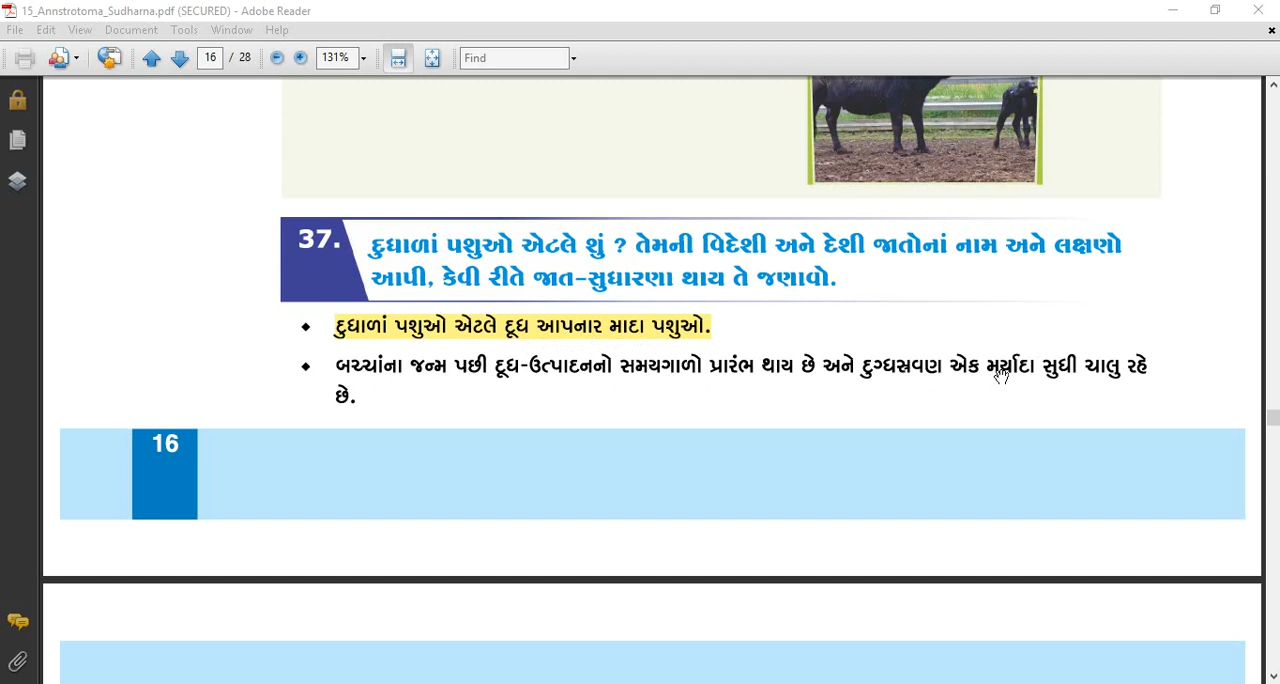 15_Annstrotoma_Sudharna.pdf (SECURED) - Adobe Reader
File Edit View Document Tools Window Help
16 / 28 131% Find
37. દુધાળાં પશુઓ એટલે શું ? તેમની વિદેશી અને દેશી જાતોનાં નામ અને લક્ષણો
આપી, કેવી રીતે જાત-સુધારણા થાય તે જણાવો.
દુધાળાં પશુઓ એટલે દૂધ આપનાર માદા પશુઓ.
બચ્ચાંના જન્મ પછી દૂધ-ઉત્પાદનનો સમયગાળો પ્રારંભ થાય છે અને દુગ્ધસ્રવણ એક મર્યાદા સુધી ચાલુ રહે
છે.
16